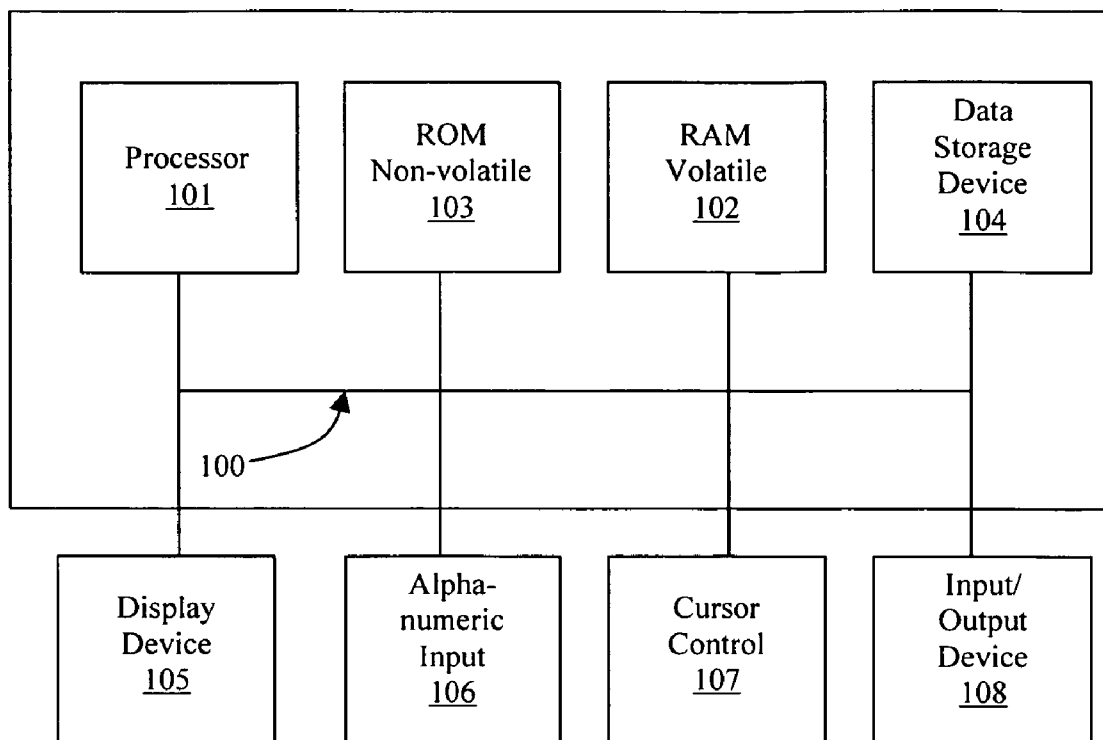 Processor
101
ROM
Non-volatile
103
RAM
Volatile
102
Data
Storage
Device
104
100
Display
Device
105
Alpha-
numeric
Input
106
Cursor
Control
107
Input/
Output
Device
108